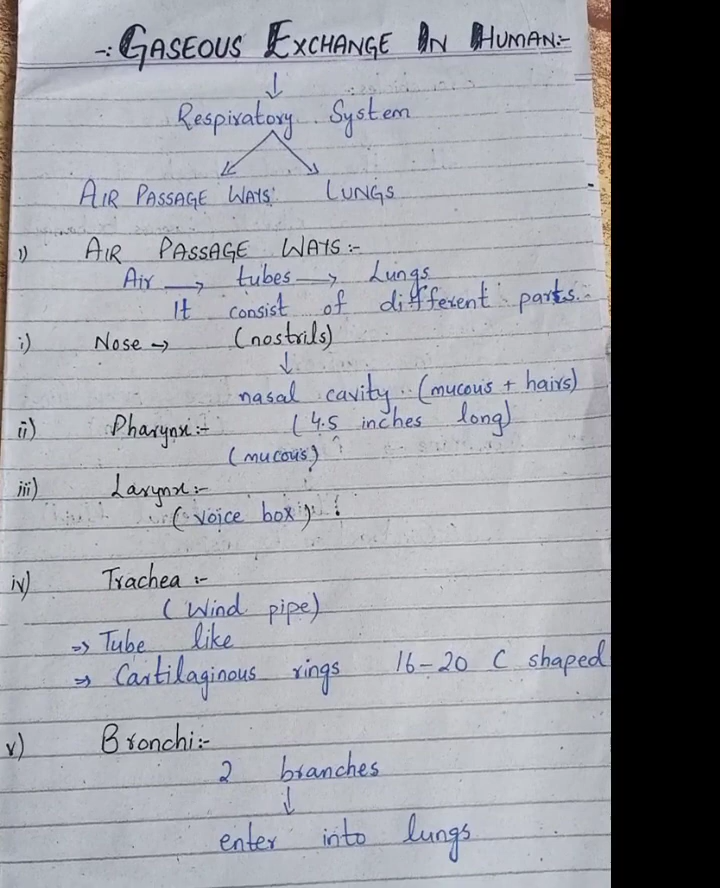 -: GASEOUS EXCHANGE IN HUMAN:-
↓
Respiratory System
AIR PASSAGE WAYS LUNGS
1) AIR PASSAGE WAYS:-
Air → tubes → Lungs
It consist of different parts.
i) Nose → (nostrils)
↓
nasal cavity (mucous + hairs)
ii) Pharynx:- (4.5 inches long)
(mucous)
iii) Larynx:-
(voice box)
iv) Trachea :-
(Wind pipe)
⇒ Tube like
⇒ Cartilaginous rings 16-20 C shaped
v) Bronchi:-
2 branches
↓
enter into lungs